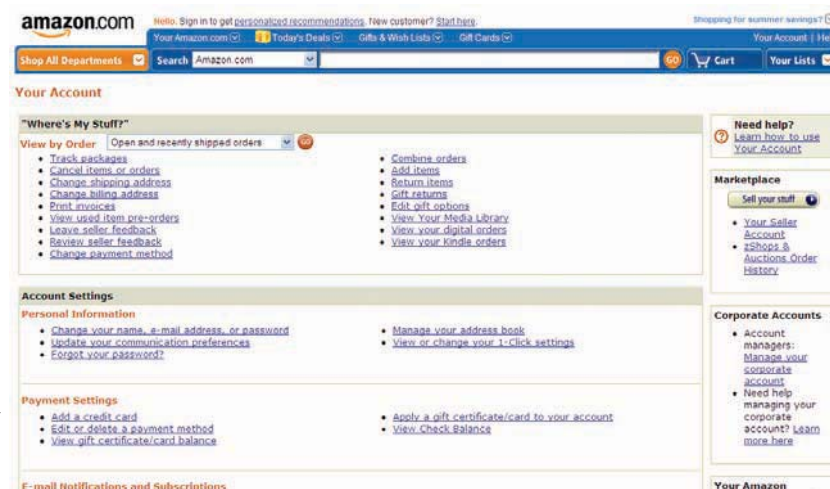 amazon.com
Hello. Sign in to get personalized recommendations. New customer? Start here.
Shopping for summer savings?
Your Amazon.com
Today's Deals
Gifts & Wish Lists
Gift Cards
Your Account | He
Shop All Departments
Search Amazon.com
GO
Cart
Your Lists
Your Account
"Where's My Stuff?"
View by Order Open and recently shipped orders GO
• Track packages
• Cancel items or orders
• Change shipping address
• Change billing address
• Print invoices
• View used item pre-orders
• Leave seller feedback
• Review seller feedback
• Change payment method
• Combine orders
• Add items
• Return items
• Gift returns
• Edit gift options
• View Your Media Library
• View your digital orders
• View your Kindle orders
Account Settings
Personal Information
• Change your name, e-mail address, or password
• Update your communication preferences
• Forgot your password?
• Manage your address book
• View or change your 1-Click settings
Payment Settings
• Add a credit card
• Edit or delete a payment method
• View gift certificate/card balance
• Apply a gift certificate/card to your account
• View Check Balance
E-mail Notifications and Subscriptions
Need help?
Learn how to use
Your Account
Marketplace
Sell your stuff
• Your Seller
Account
• zShops &
Auctions Order
History
Corporate Accounts
• Account
managers:
Manage your
corporate
account
• Need help
managing your
corporate
account? Learn
more here
Your Amazon